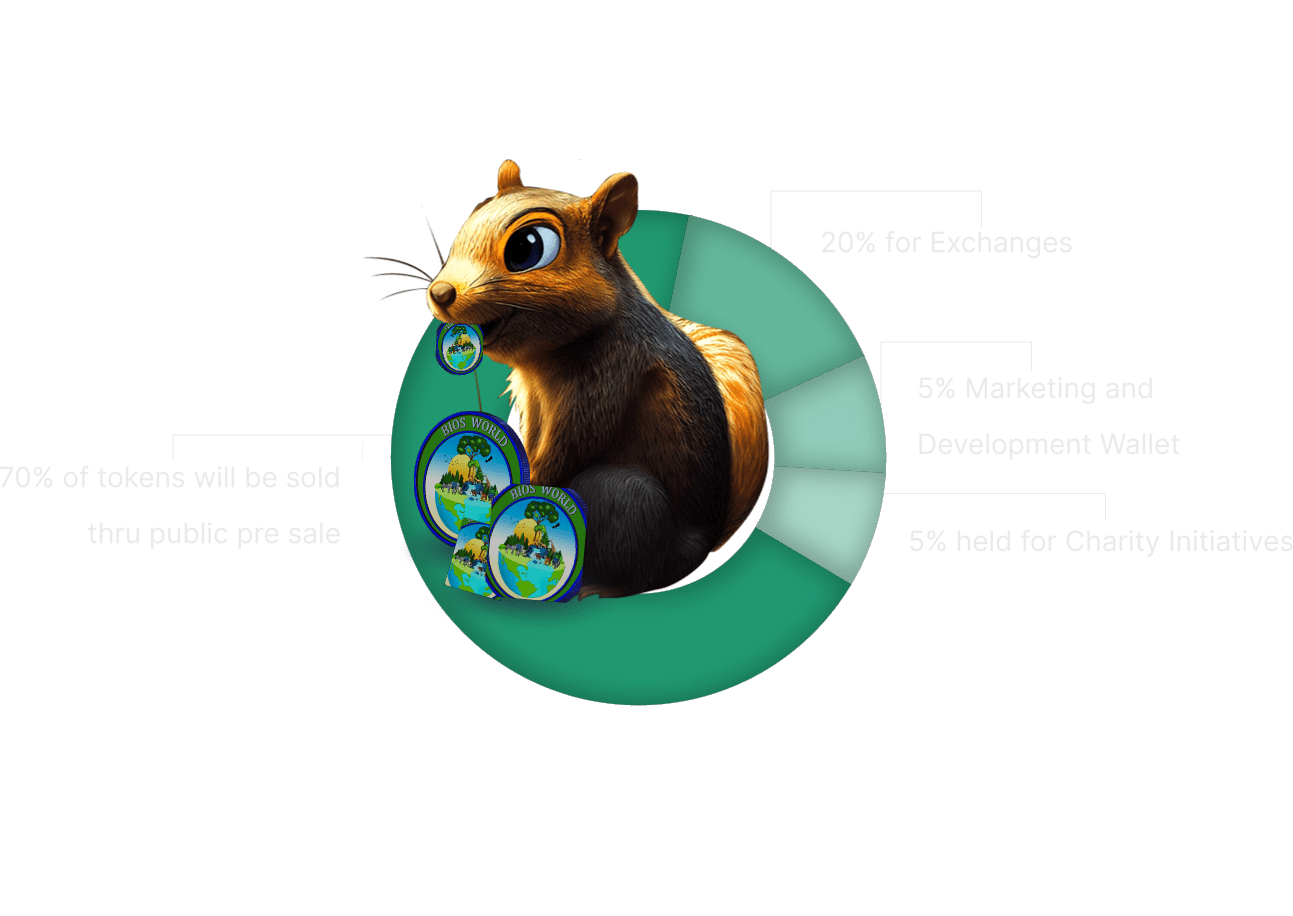 20% for Exchanges
5% Marketing and
Development Wallet
70% of tokens will be sold
thru public pre sale
5% held for Charity Initiatives
BIOS WORLD
BIOS WORLD